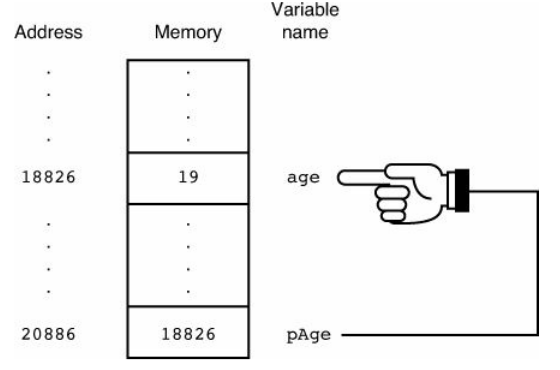 Address Memory Variable name
. .
. .
. .
. .
18826 19 age
. .
. .
. .
. .
20886 18826 pAge